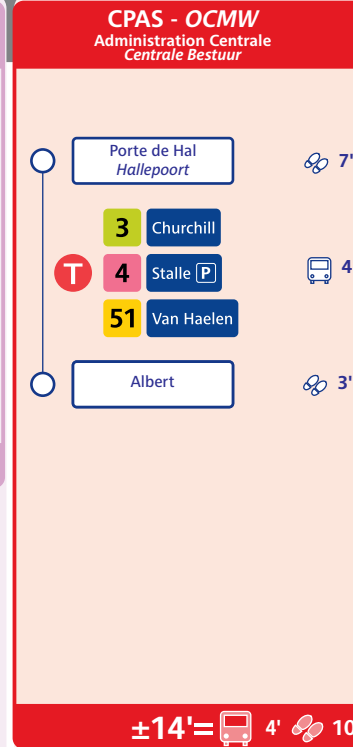 CPAS - OCMW
Administration Centrale
Centrale Bestuur
Porte de Hal
Hallepoort
7'
3 Churchill
T 4 Stalle P
4
51 Van Haelen
Albert
3'
±14'= 4' 10